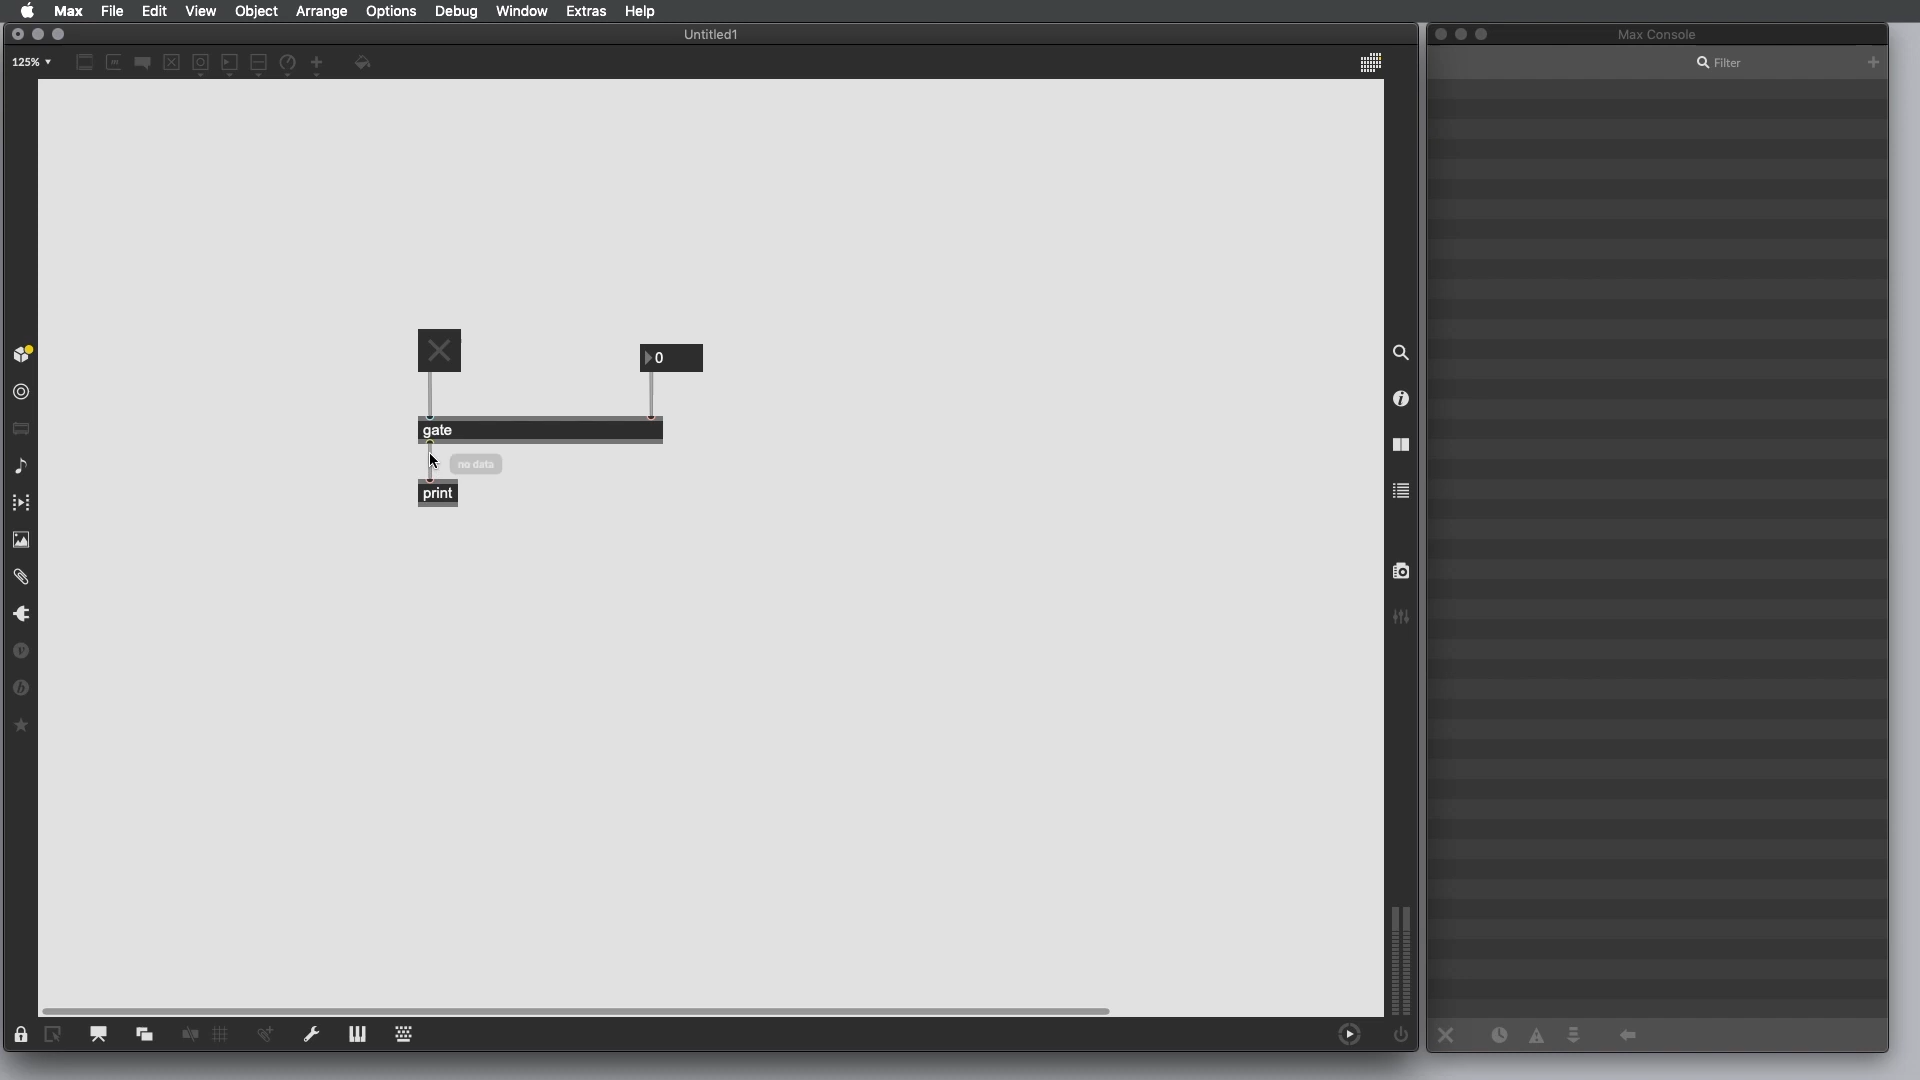 Max File Edit View Object Arrange Options Debug Window Extras Help
Untitled1
Max Console
125%
Filter
0
gate
no data
print